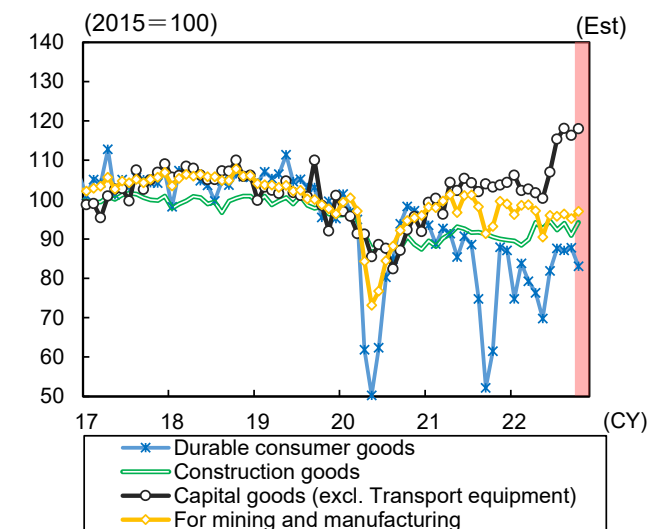 (2015＝100)
(Est)
140
130
120
110
100
90
80
70
60
50
17 18 19 20 21 22 (CY)
Durable consumer goods
Construction goods
Capital goods (excl. Transport equipment)
For mining and manufacturing